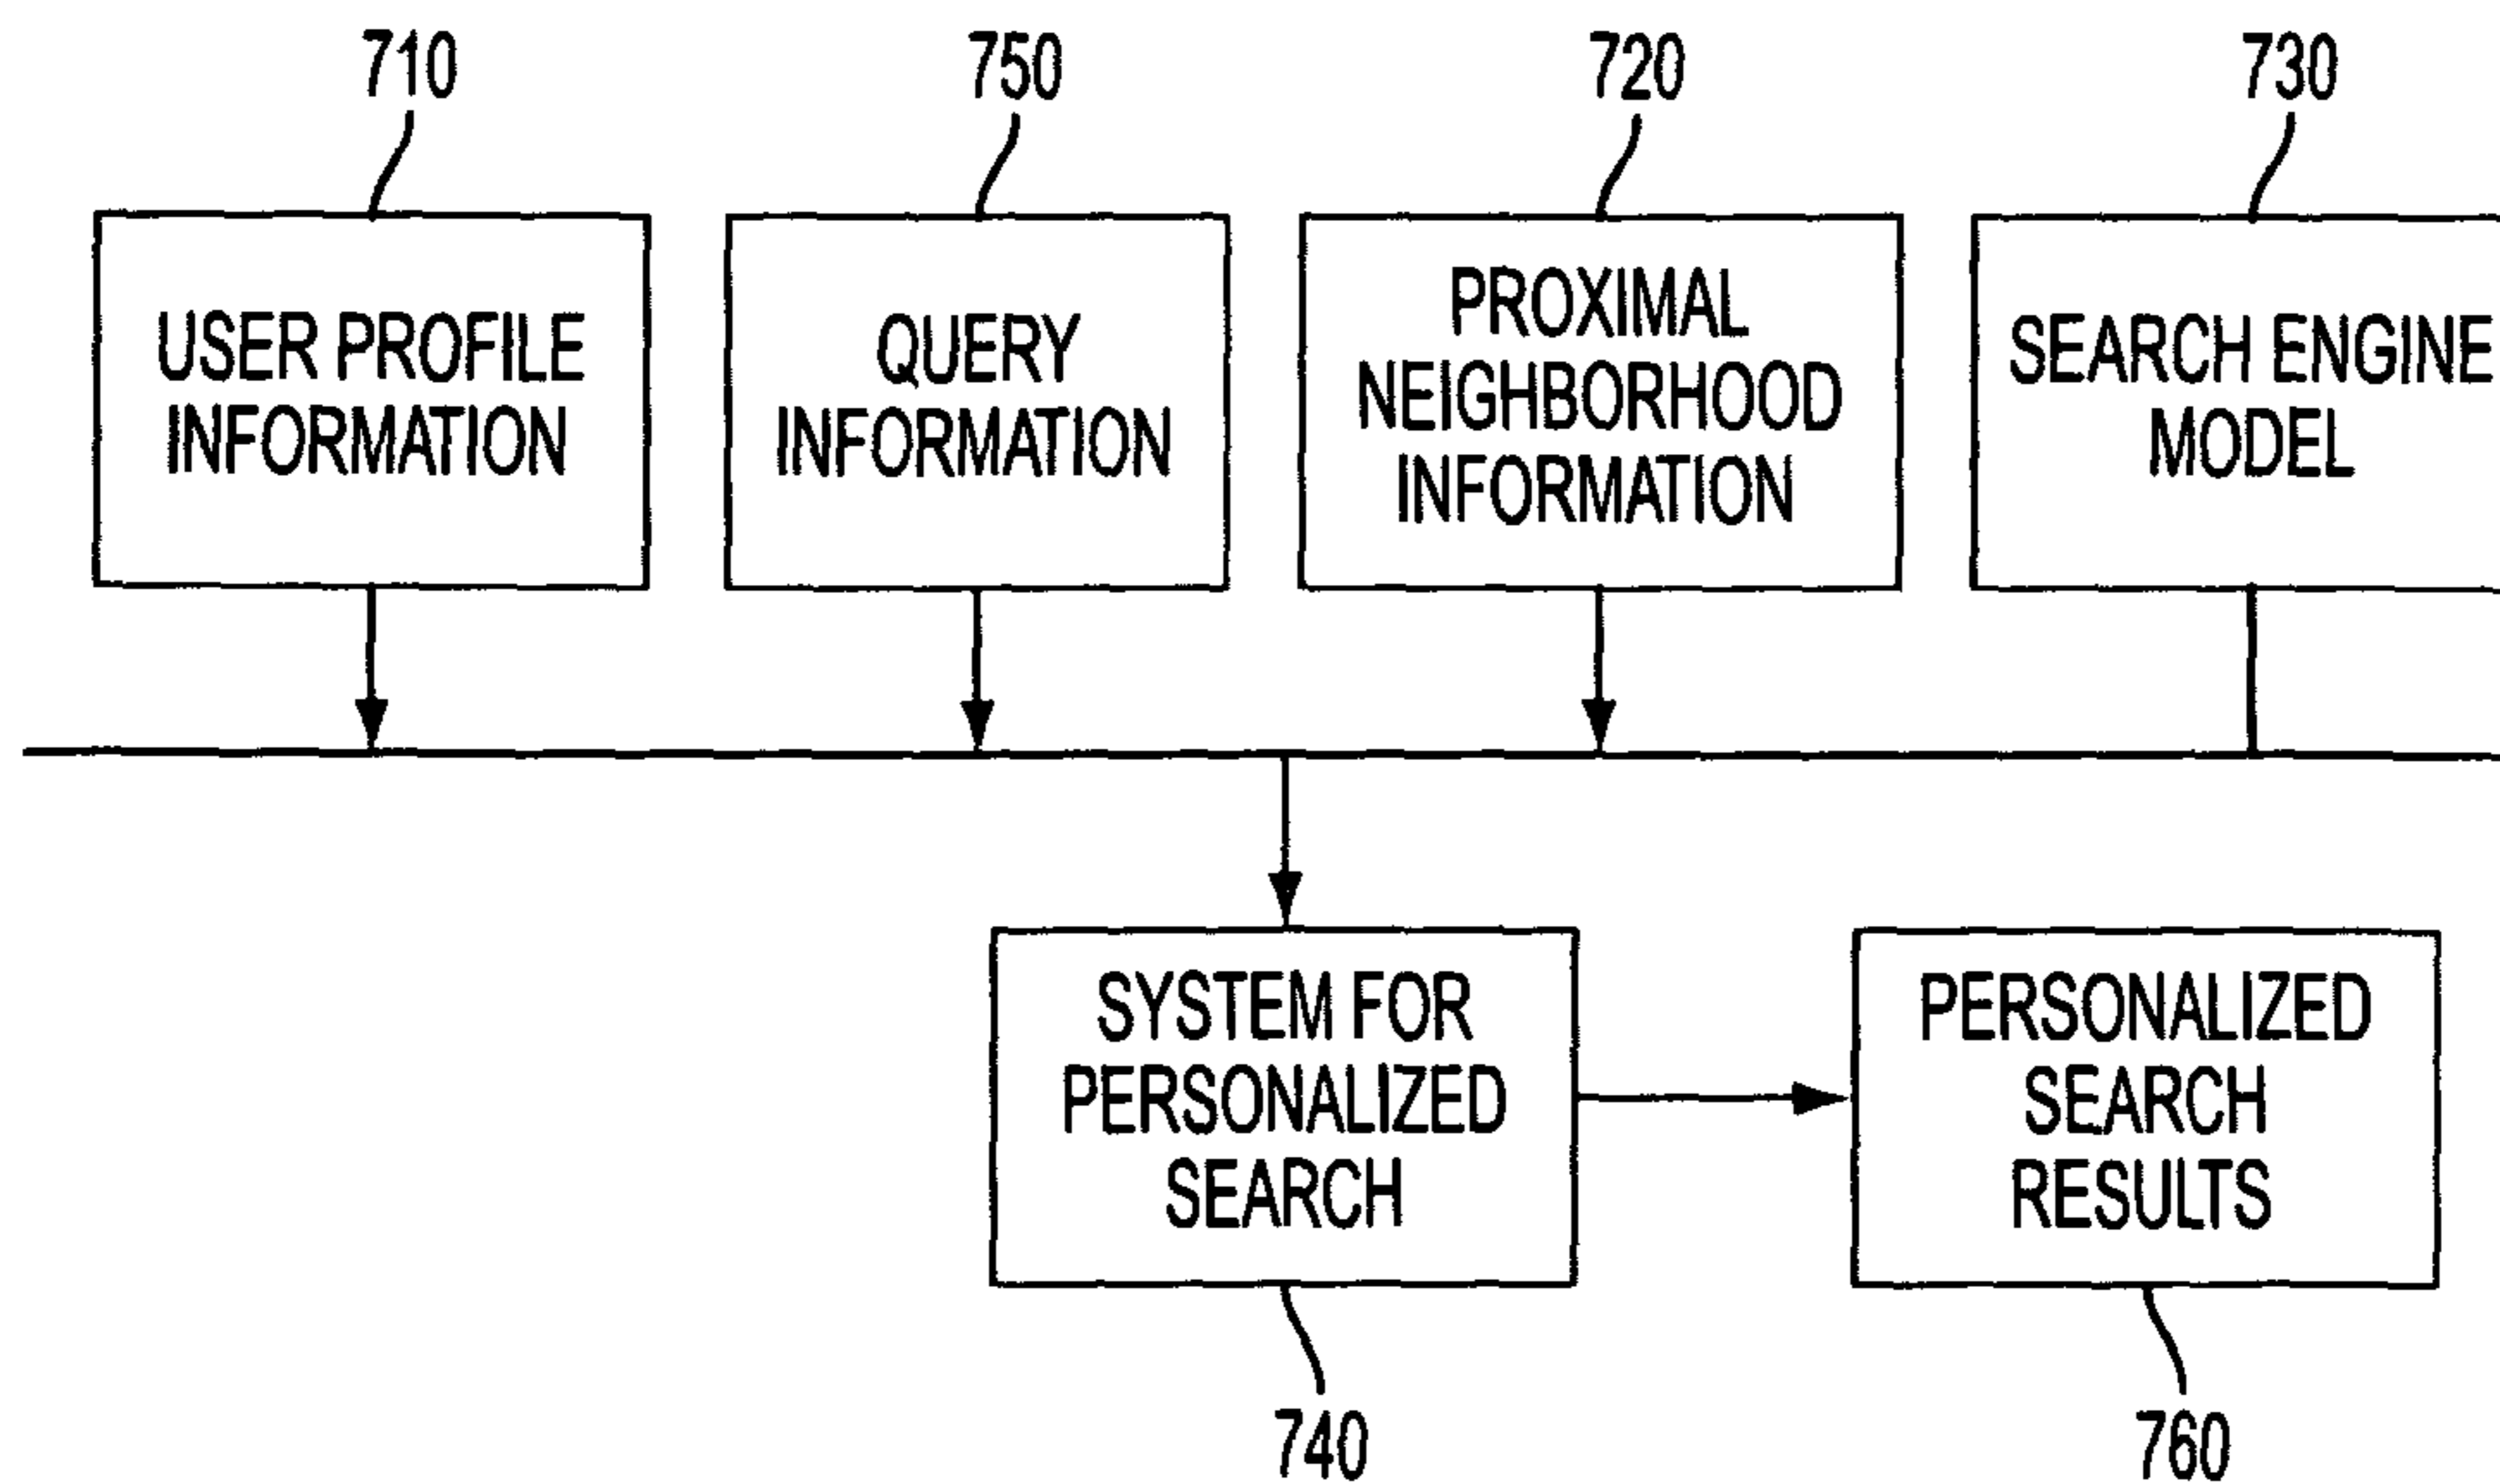 710
750
720
730
USER PROFILE
INFORMATION
QUERY
INFORMATION
PROXIMAL
NEIGHBORHOOD
INFORMATION
SEARCH ENGINE
MODEL
SYSTEM FOR
PERSONALIZED
SEARCH
PERSONALIZED
SEARCH
RESULTS
740
760